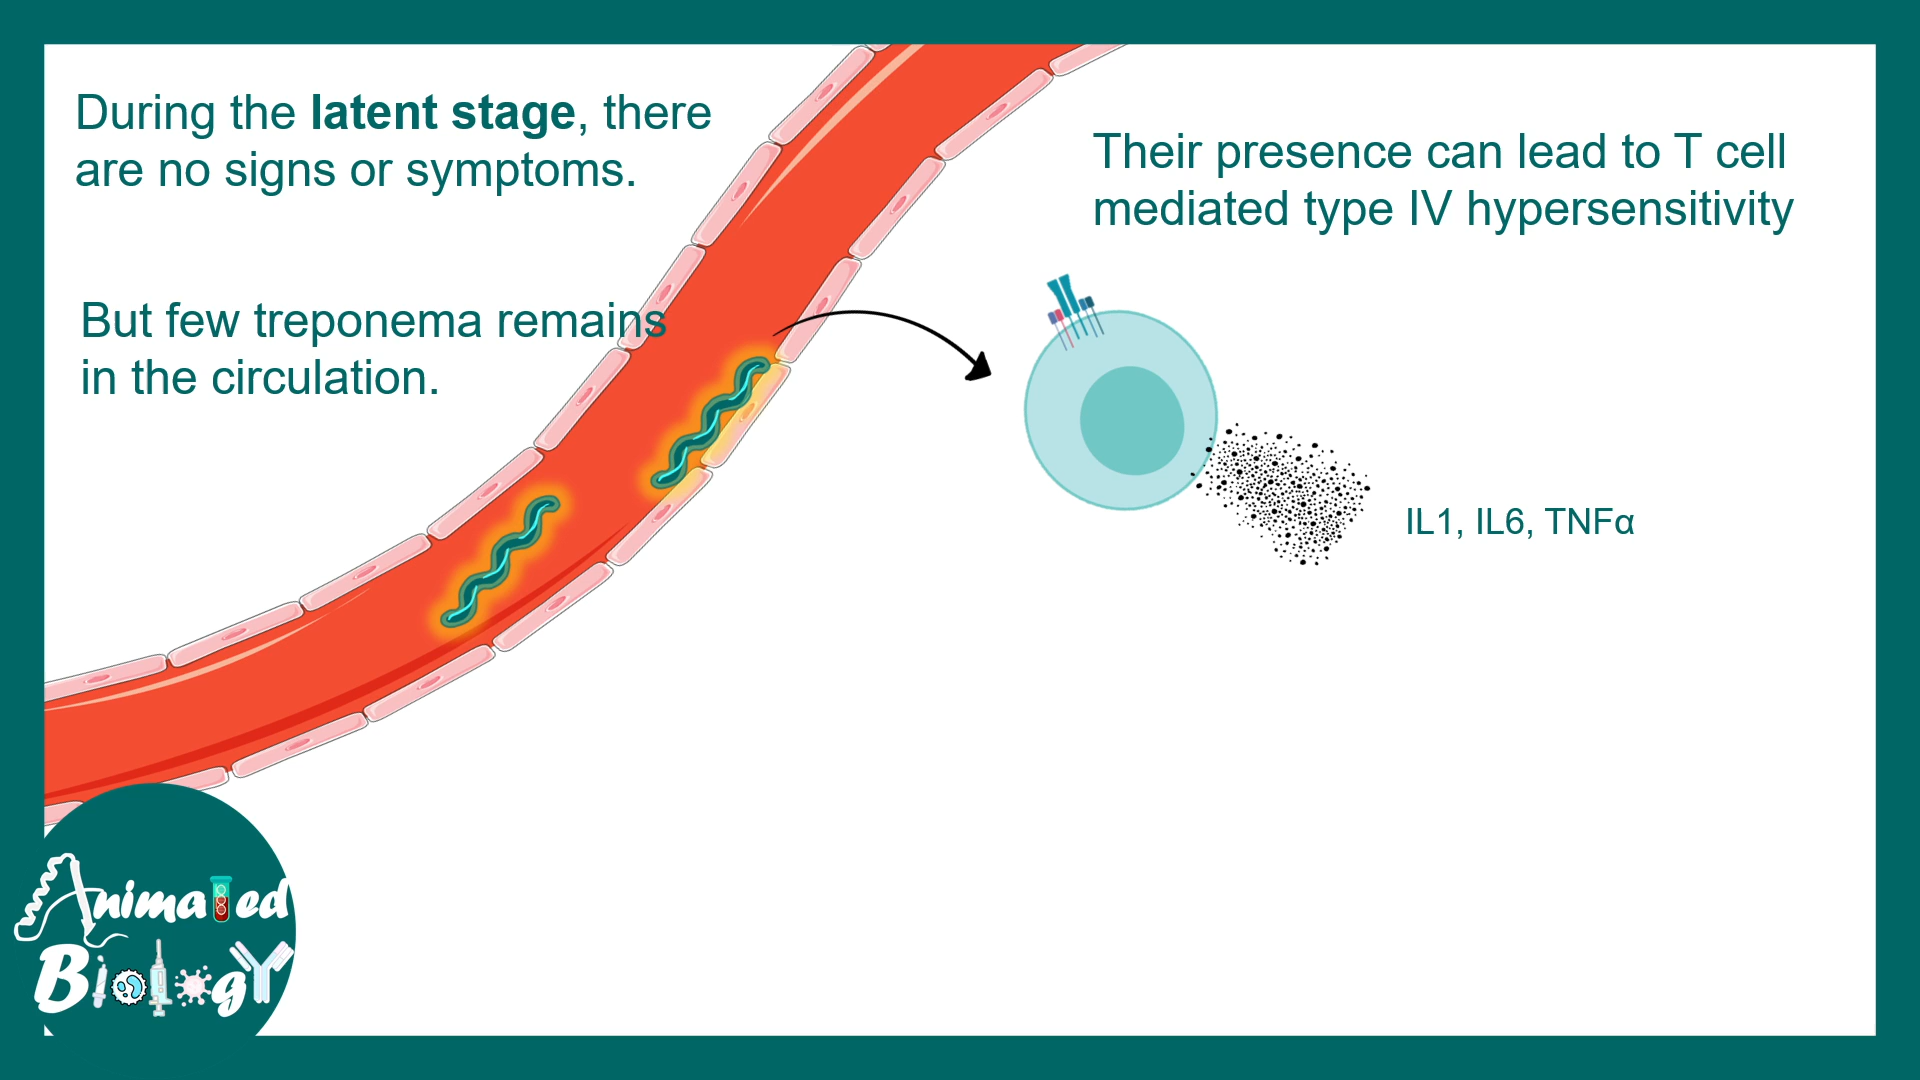 During the latent stage, there
are no signs or symptoms.
But few treponema remains
in the circulation.
Their presence can lead to T cell
mediated type IV hypersensitivity
IL1, IL6, TNFα
Animated
Biology